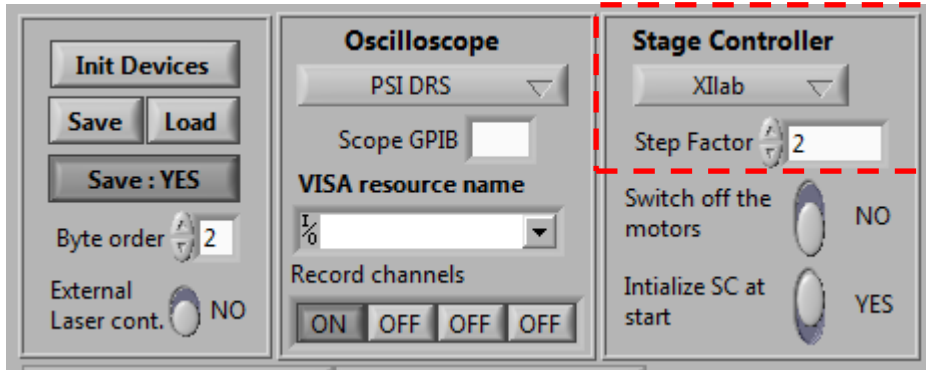 Init Devices
Save Load
Save : YES
Byte order 2
External
Laser cont. NO
Oscilloscope
PSI DRS
Scope GPIB
VISA resource name
I/O
Record channels
ON OFF OFF OFF
Stage Controller
XIlab
Step Factor 2
Switch off the
motors NO
Intialize SC at
start YES